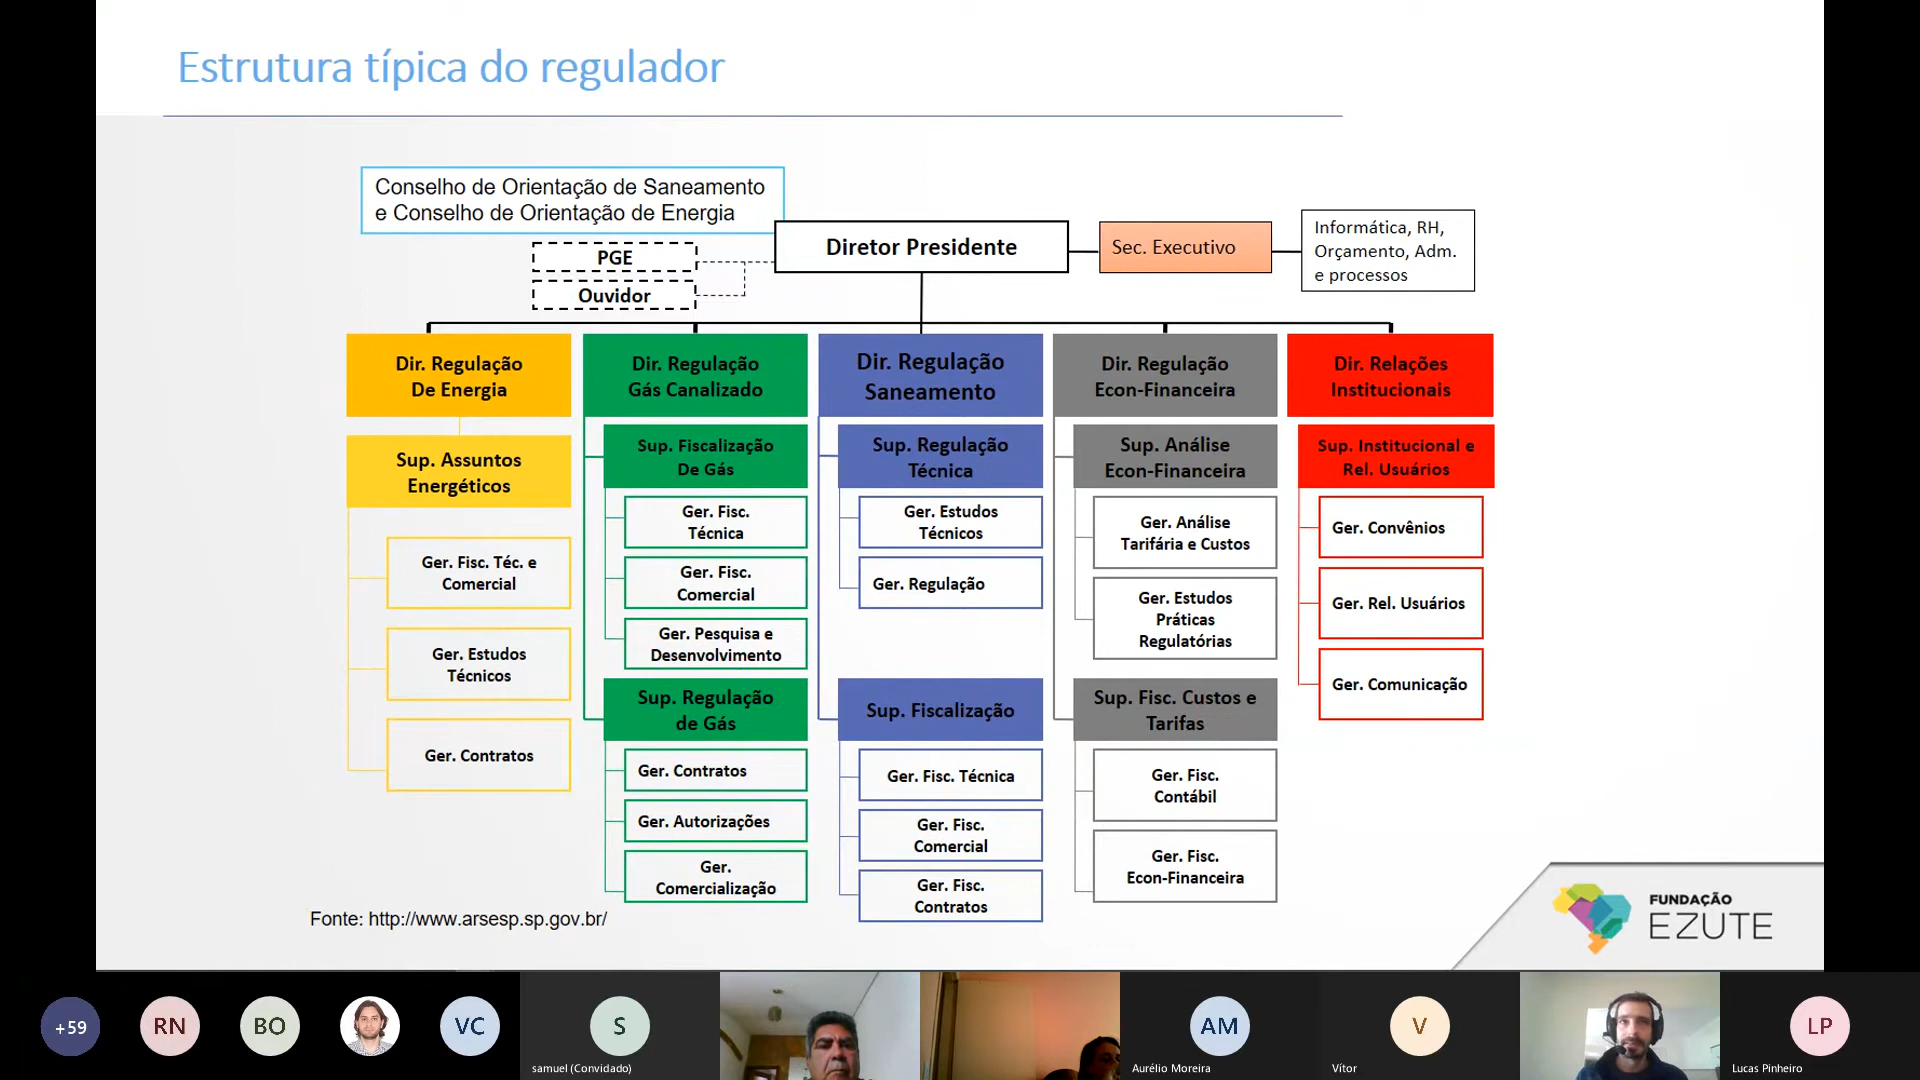 Estrutura típica do regulador
Conselho de Orientação de Saneamento
e Conselho de Orientação de Energia
PGE
Ouvidor
Diretor Presidente
Sec. Executivo
Informática, RH,
Orçamento, Adm.
e processos
Dir. Regulação
De Energia
Sup. Assuntos
Energéticos
Ger. Fisc. Téc. e
Comercial
Ger. Estudos
Técnicos
Ger. Contratos
Dir. Regulação
Gás Canalizado
Sup. Fiscalização
De Gás
Ger. Fisc.
Técnica
Ger. Fisc.
Comercial
Ger. Pesquisa e
Desenvolvimento
Sup. Regulação
de Gás
Ger. Contratos
Ger. Autorizações
Ger.
Comercialização
Dir. Regulação
Saneamento
Sup. Regulação
Técnica
Ger. Estudos
Técnicos
Ger. Regulação
Sup. Fiscalização
Ger. Fisc. Técnica
Ger. Fisc.
Comercial
Ger. Fisc.
Contratos
Dir. Regulação
Econ-Financeira
Sup. Análise
Econ-Financeira
Ger. Análise
Tarifária e Custos
Ger. Estudos
Práticas
Regulatórias
Sup. Fisc. Custos e
Tarifas
Ger. Fisc.
Contábil
Ger. Fisc.
Econ-Financeira
Dir. Relações
Institucionais
Sup. Institucional e
Rel. Usuários
Ger. Convênios
Ger. Rel. Usuários
Ger. Comunicação
Fonte: http://www.arsesp.sp.gov.br/
FUNDAÇÃO
EZUTE
+59
RN
BO
VC
S
samuel (Convidado)
AM
Aurélio Moreira
V
Vítor
LP
Lucas Pinheiro